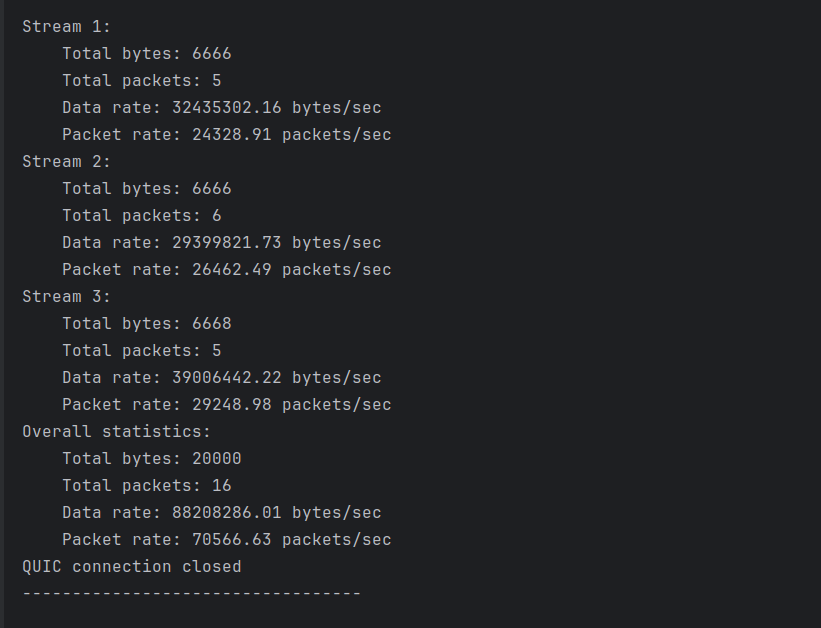 Stream 1:
    Total bytes: 6666
    Total packets: 5
    Data rate: 32435302.16 bytes/sec
    Packet rate: 24328.91 packets/sec
Stream 2:
    Total bytes: 6666
    Total packets: 6
    Data rate: 29399821.73 bytes/sec
    Packet rate: 26462.49 packets/sec
Stream 3:
    Total bytes: 6668
    Total packets: 5
    Data rate: 39006442.22 bytes/sec
    Packet rate: 29248.98 packets/sec
Overall statistics:
    Total bytes: 20000
    Total packets: 16
    Data rate: 88208286.01 bytes/sec
    Packet rate: 70566.63 packets/sec
QUIC connection closed
----------------------------------